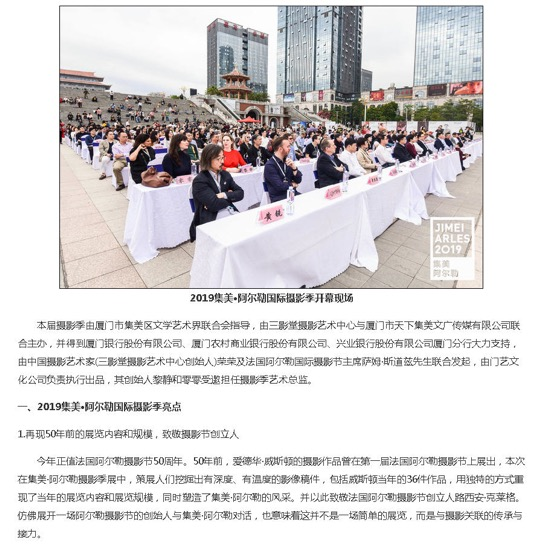 黄锐
JIMEI
ARLES
2019
集美
阿尔勒
2019集美•阿尔勒国际摄影季开幕现场
本届摄影季由厦门市集美区文学艺术界联合会指导，由三影堂摄影艺术中心与厦门市天下集美文广传媒有限公司联
合主办，并得到厦门银行股份有限公司、厦门农村商业银行股份有限公司、兴业银行股份有限公司厦门分行大力支持，
由中国摄影艺术家(三影堂摄影艺术中心创始人)荣荣及法国阿尔勒国际摄影节主席萨姆·斯道兹先生联合发起，由门艺文
化公司负责执行出品，其创始人黎静和零零受邀担任摄影季艺术总监。
一、2019集美•阿尔勒国际摄影季亮点
1.再现50年前的展览内容和规模，致敬摄影节创立人
今年正值法国阿尔勒摄影节50周年。50年前，爱德华·威斯顿的摄影作品曾在第一届法国阿尔勒摄影节上展出，本次
在集美·阿尔勒摄影季展中，策展人们挖掘出有深度、有温度的影像稿件，包括威斯顿当年的36件作品，用独特的方式重
现了当年的展览内容和展览规模，同时塑造了集美·阿尔勒的风采。并以此致敬法国阿尔勒摄影节创立人路西安·克莱格。
仿佛展开一场阿尔勒摄影节的创始人与集美·阿尔勒对话，也意味着这并不是一场简单的展览，而是与摄影关联的传承与
接力。